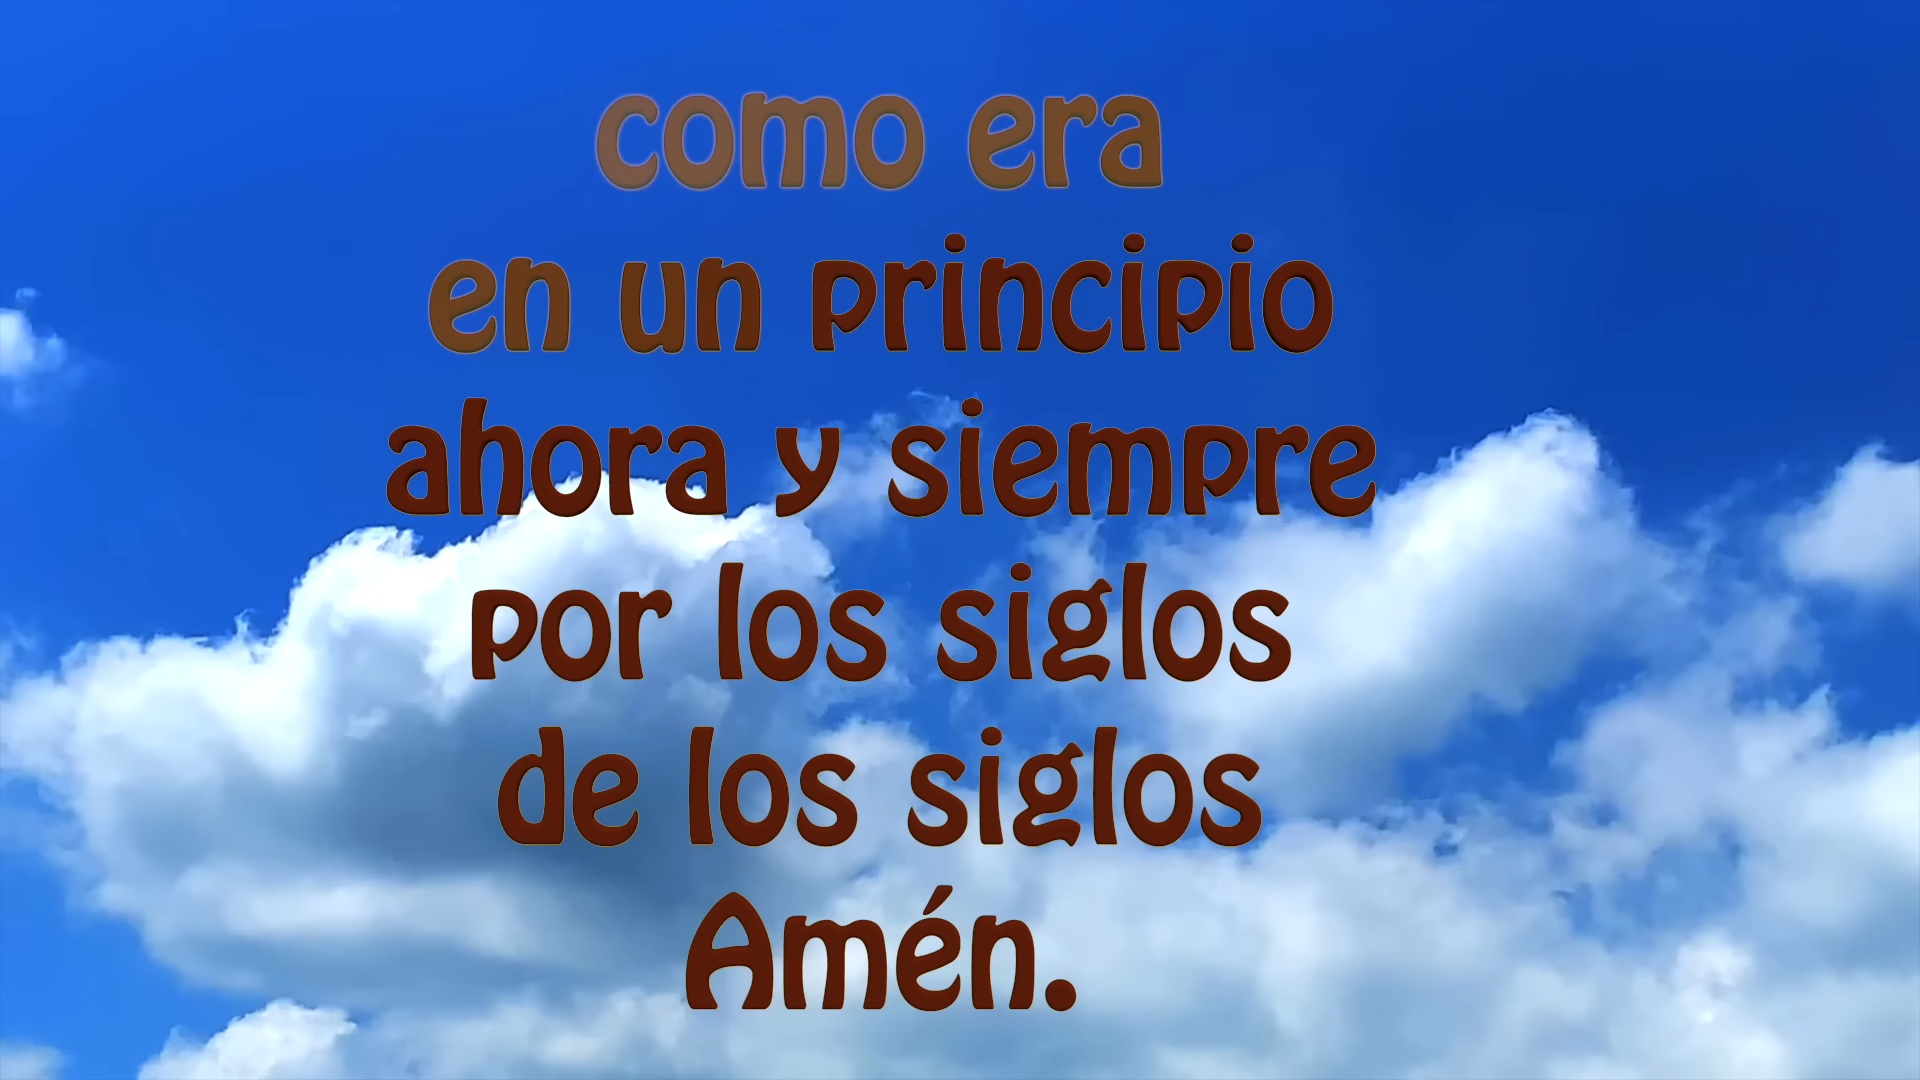 como era
en un principio
ahora y siempre
por los siglos
de los siglos
Amén.